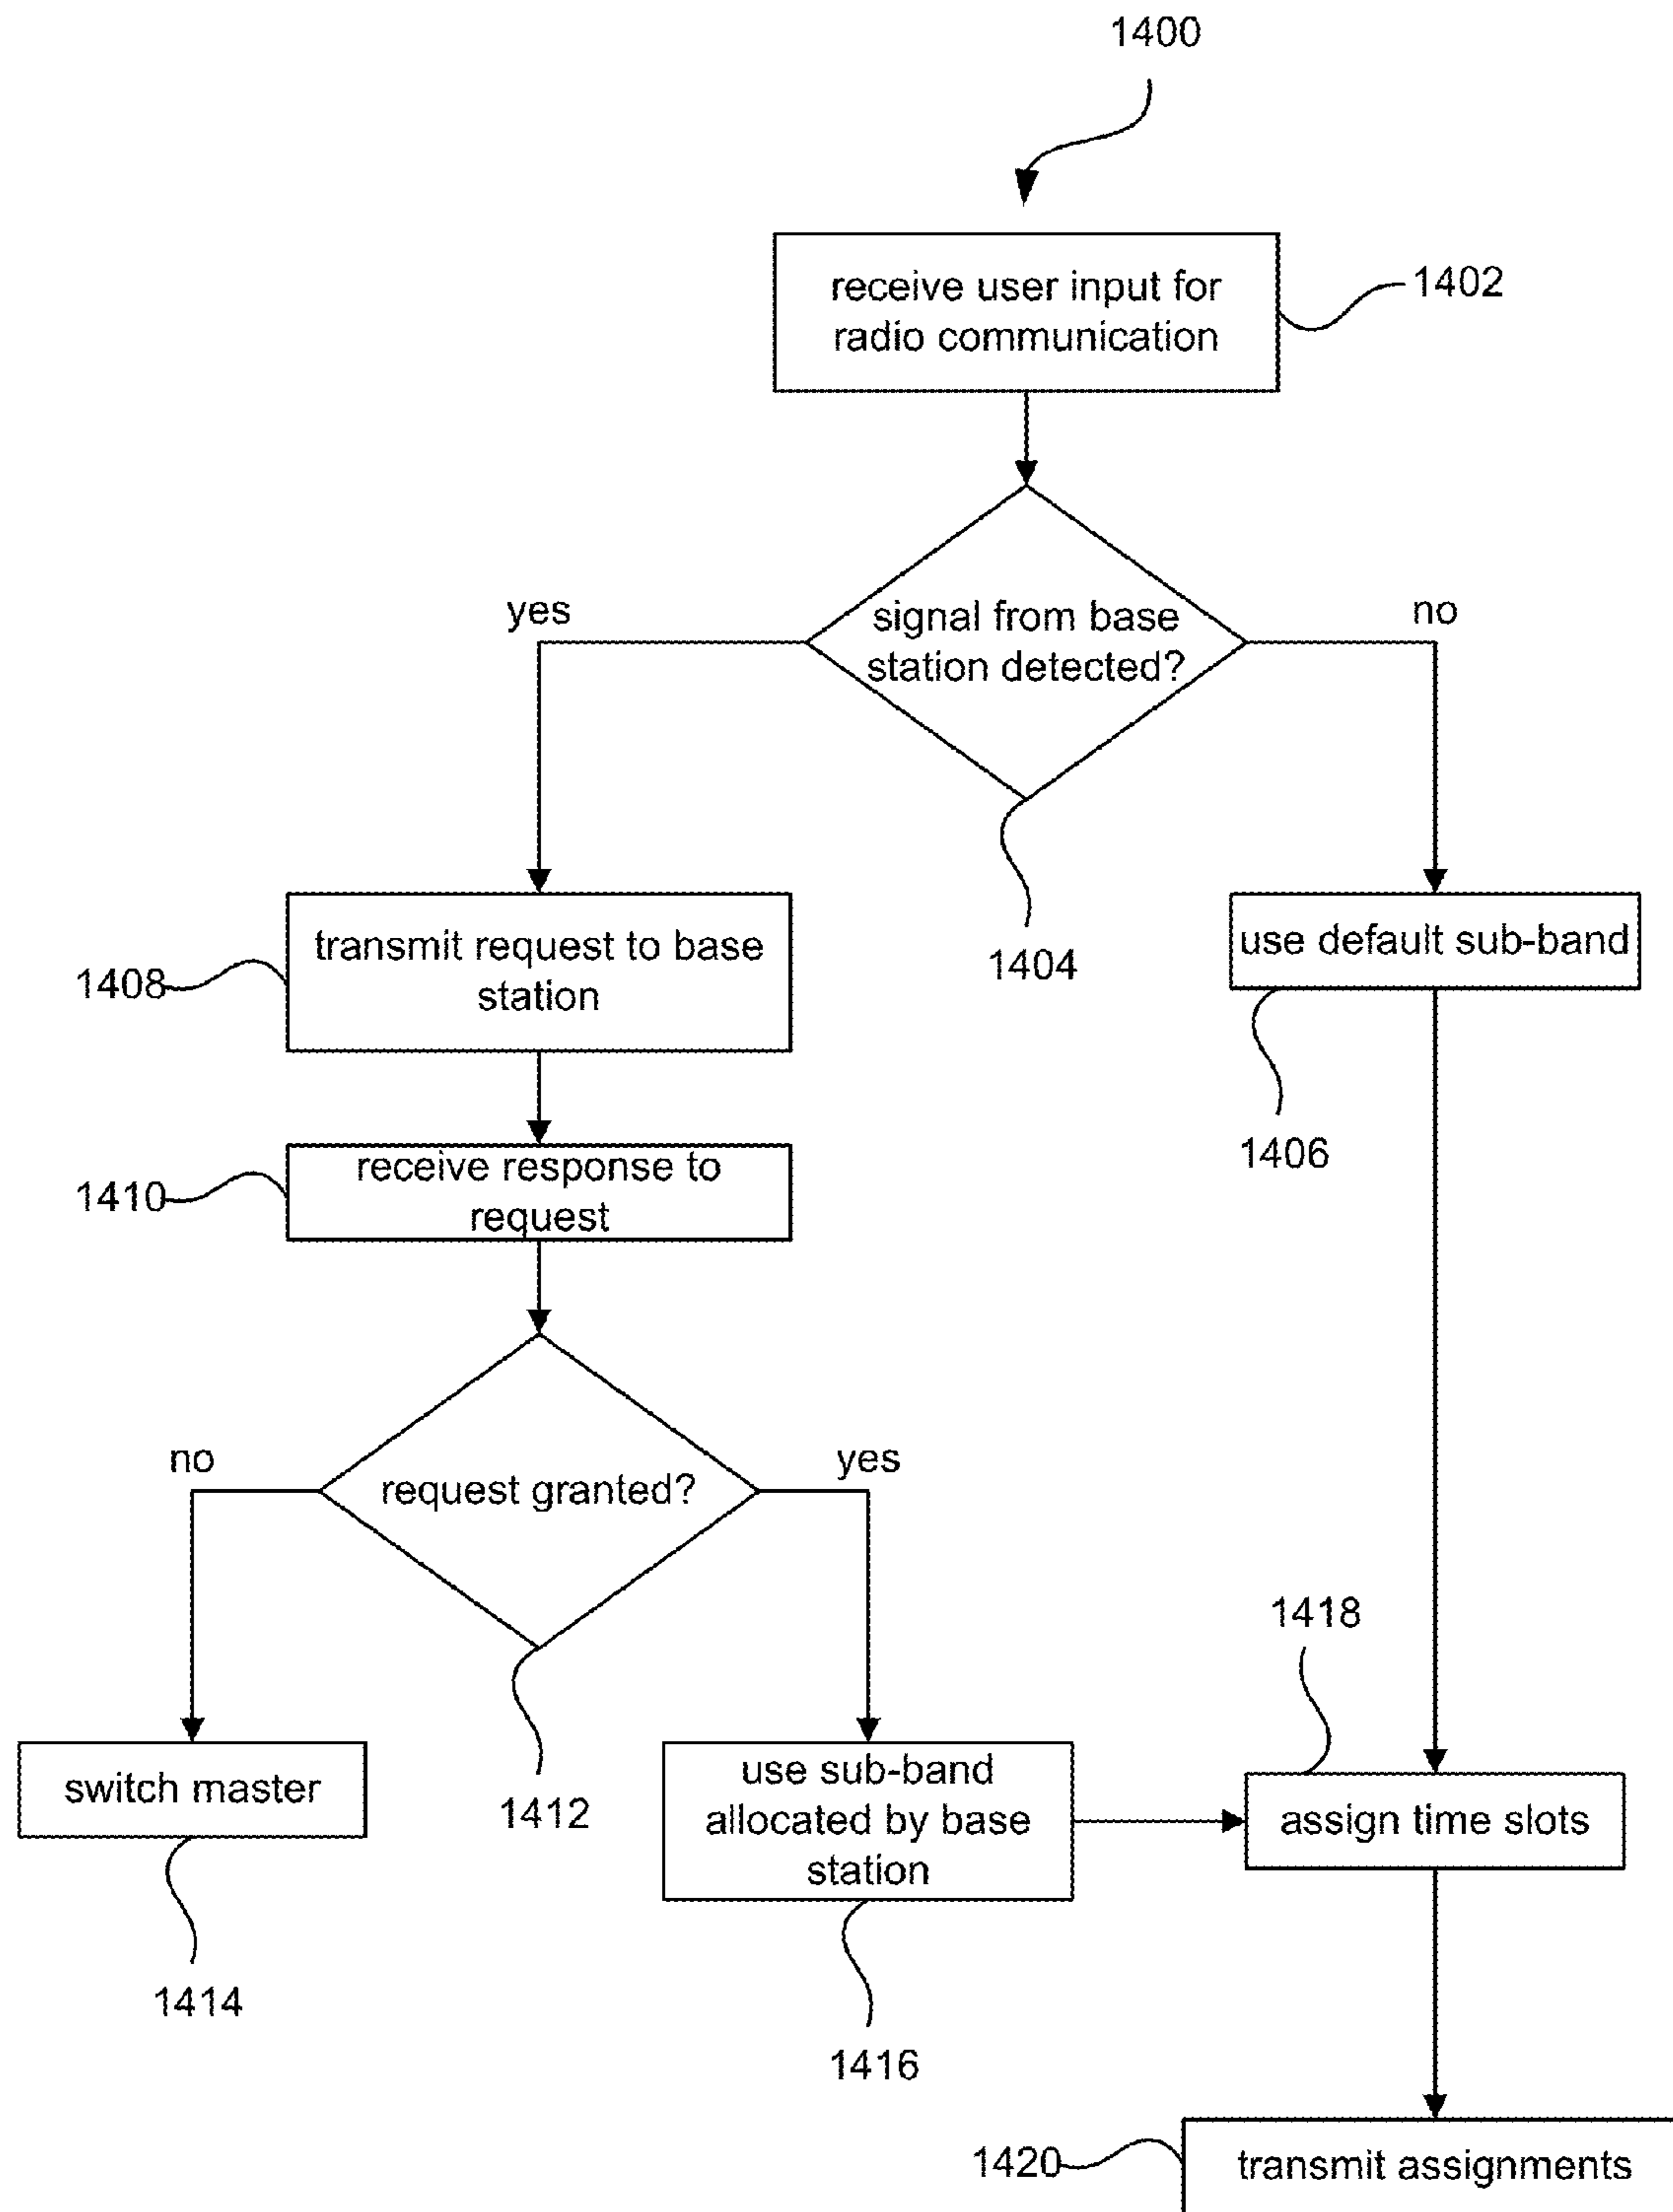 1400
receive user input for
radio communication
1402
yes
signal from base
station detected?
no
1404
transmit request to base
station
1408
use default sub-band
1406
receive response to
request
1410
no
request granted?
yes
1412
1418
switch master
use sub-band
allocated by base
station
assign time slots
1414
1416
1420
transmit assignments